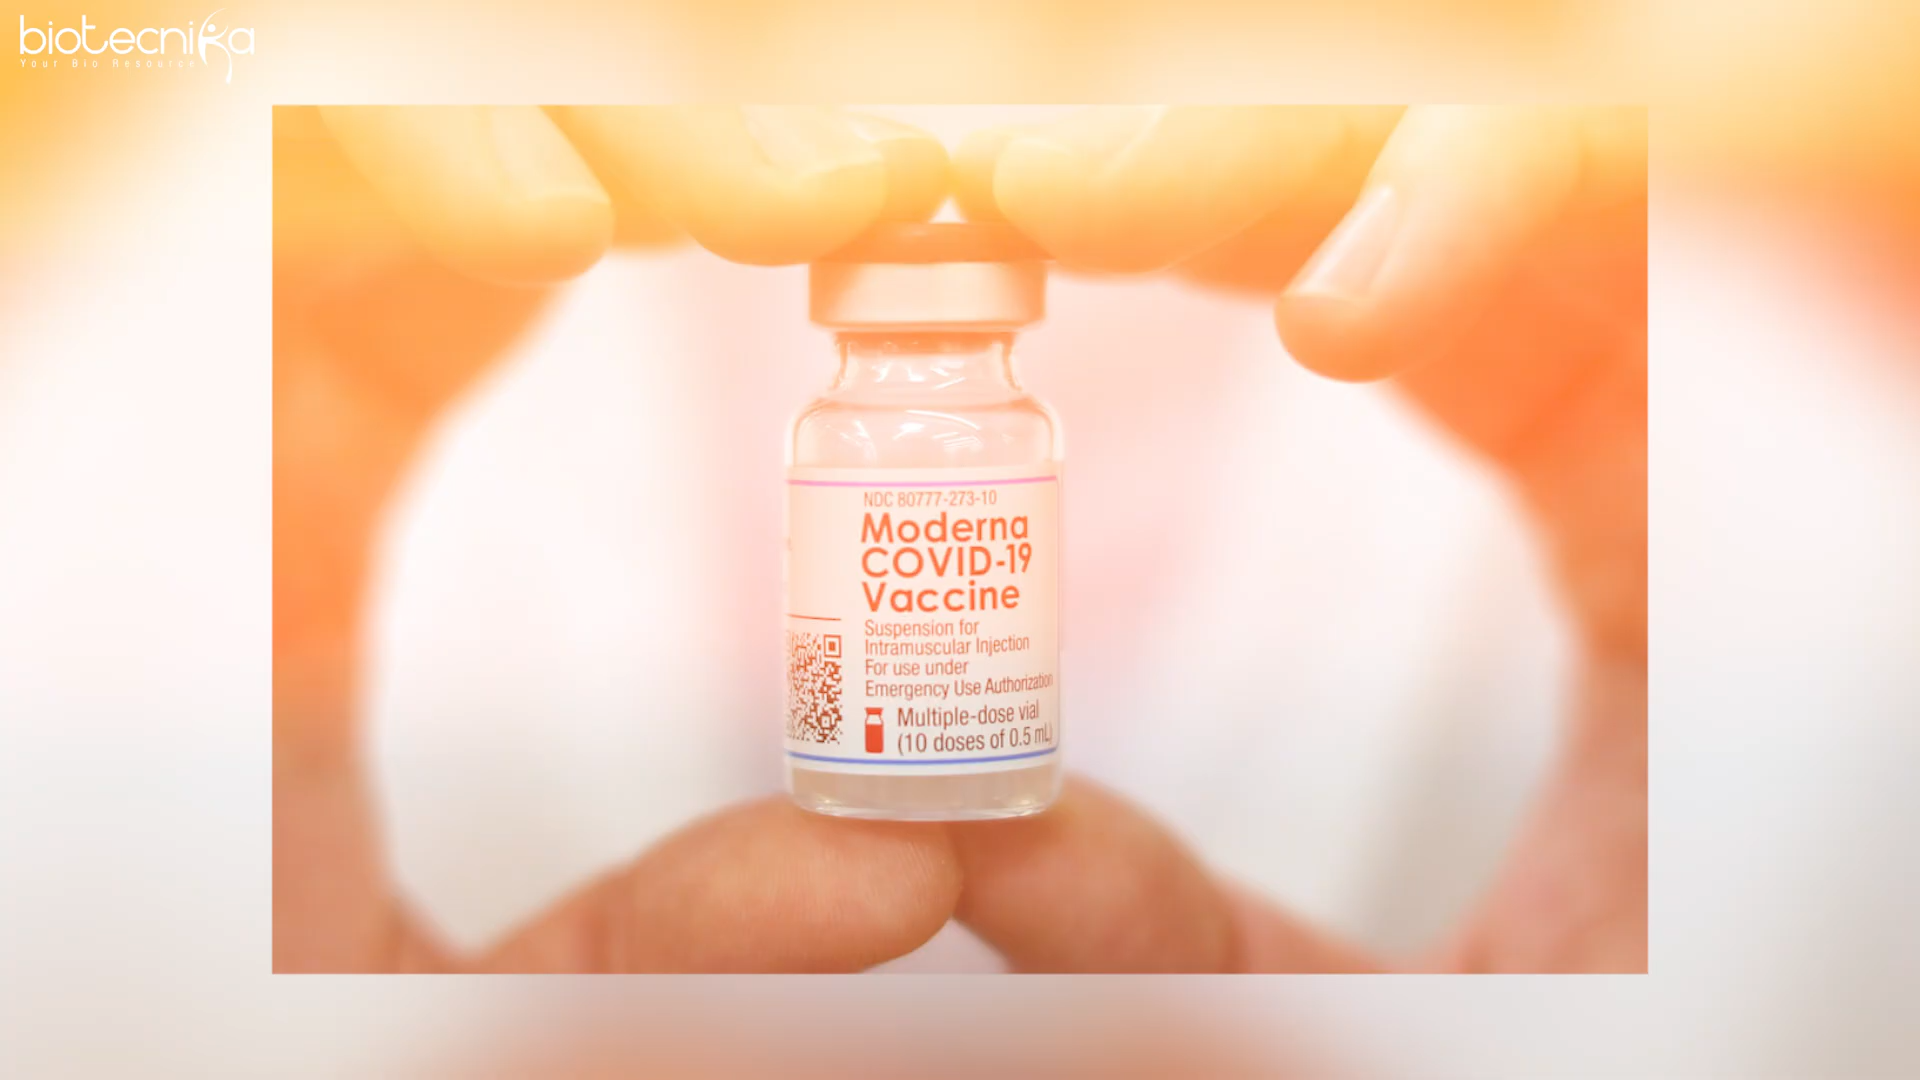 biotecnika
Your Bio Resource
NDC 80777-273-10
Moderna
COVID-19
Vaccine
Suspension for
Intramuscular Injection
For use under
Emergency Use Authorization
Multiple-dose vial
(10 doses of 0.5 mL)